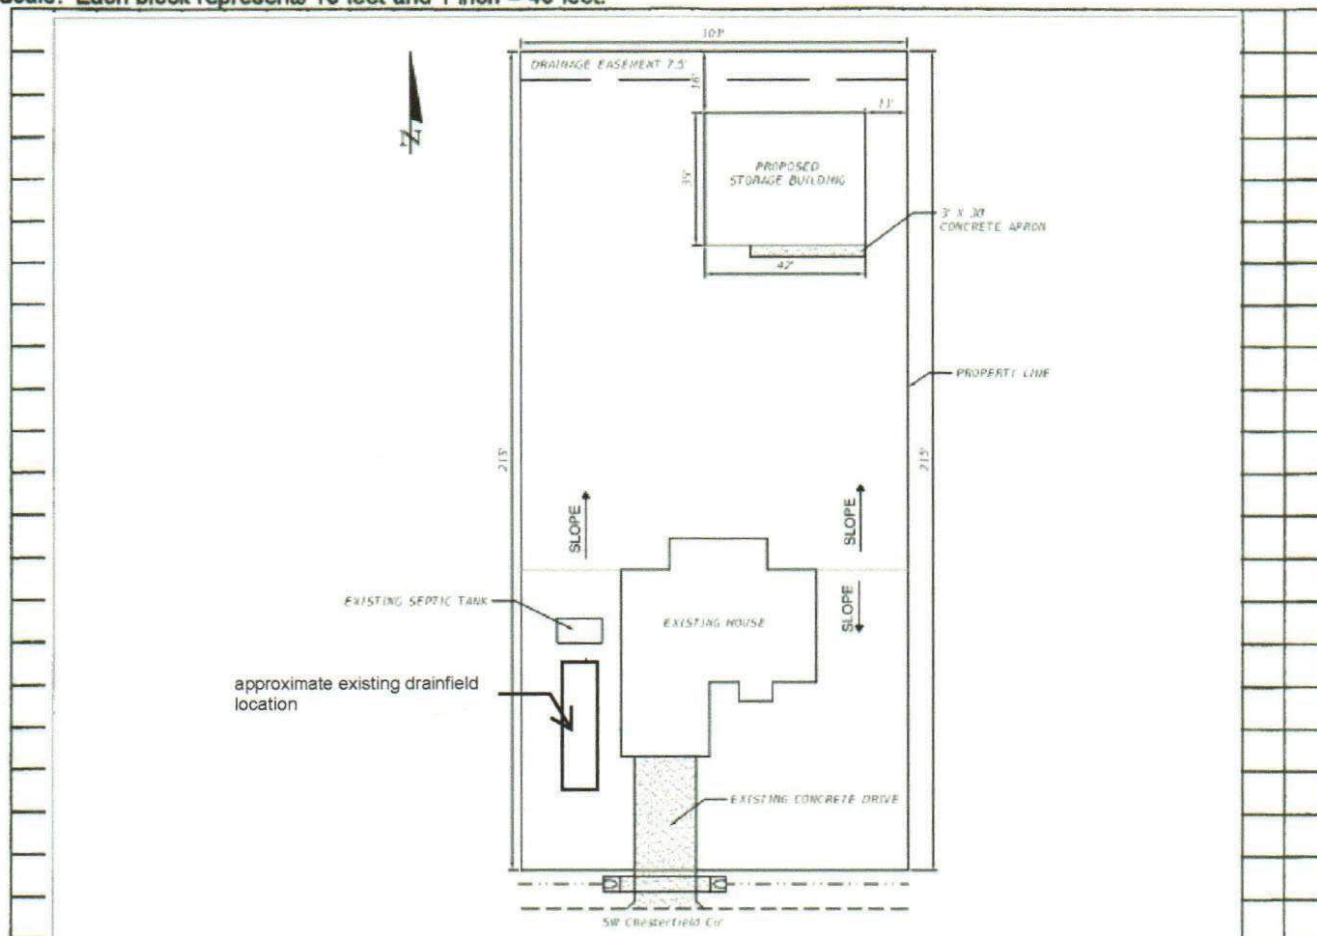 Scale: Each block represents 10 feet and 1 inch = 40 feet.
103'
DRAINAGE EASEMENT 7.5'
16'
11'
N
PROPOSED
STORAGE BUILDING
35'
3' X 30'
CONCRETE APRON
42'
PROPERTY LINE
215'
215'
SLOPE
SLOPE
EXISTING SEPTIC TANK
EXISTING HOUSE
SLOPE
approximate existing drainfield
location
EXISTING CONCRETE DRIVE
SW Chesterfield Cir